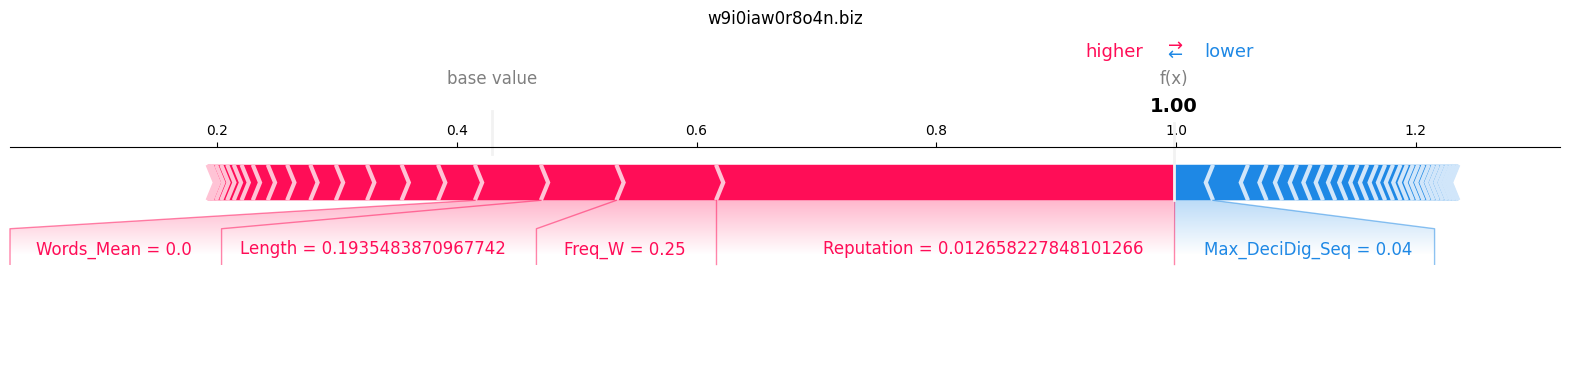 w9i0iaw0r8o4n.biz
higher ⇄ lower
base value f(x)
1.00
0.2 0.4 0.6 0.8 1.0 1.2
Words_Mean = 0.0 Length = 0.1935483870967742 Freq_W = 0.25 Reputation = 0.012658227848101266 Max_DeciDig_Seq = 0.04